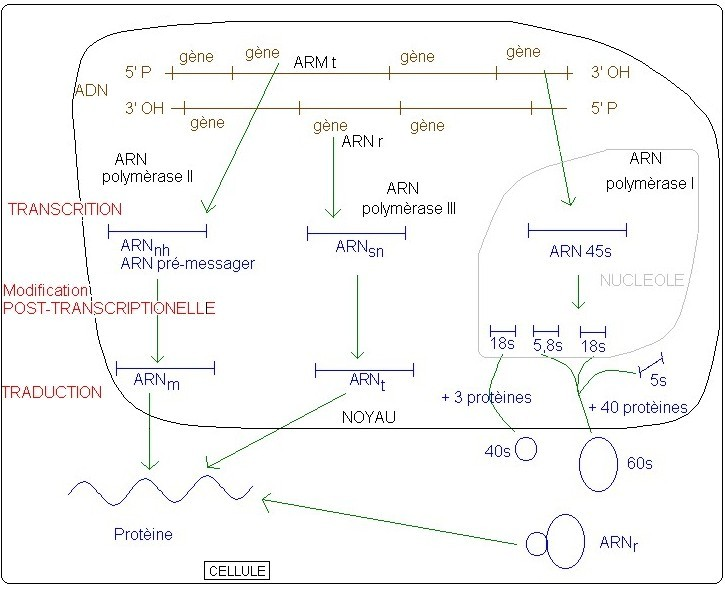 gène gène gène gène
ARM t
5' P 3' OH
ADN
3' OH 5' P
gène gène gène
ARN r
ARN
polymèrase II
ARN
polymèrase III
ARN
polymèrase I
TRANSCRITION
ARNnh
ARN pré-messager
ARNsn
ARN 45s
NUCLEOLE
Modification
POST-TRANSCRIPTIONELLE
18s 5,8s 18s
5s
TRADUCTION
ARNm
ARNt
+ 3 protèines
+ 40 protèines
NOYAU
40s
60s
Protèine
ARNr
CELLULE